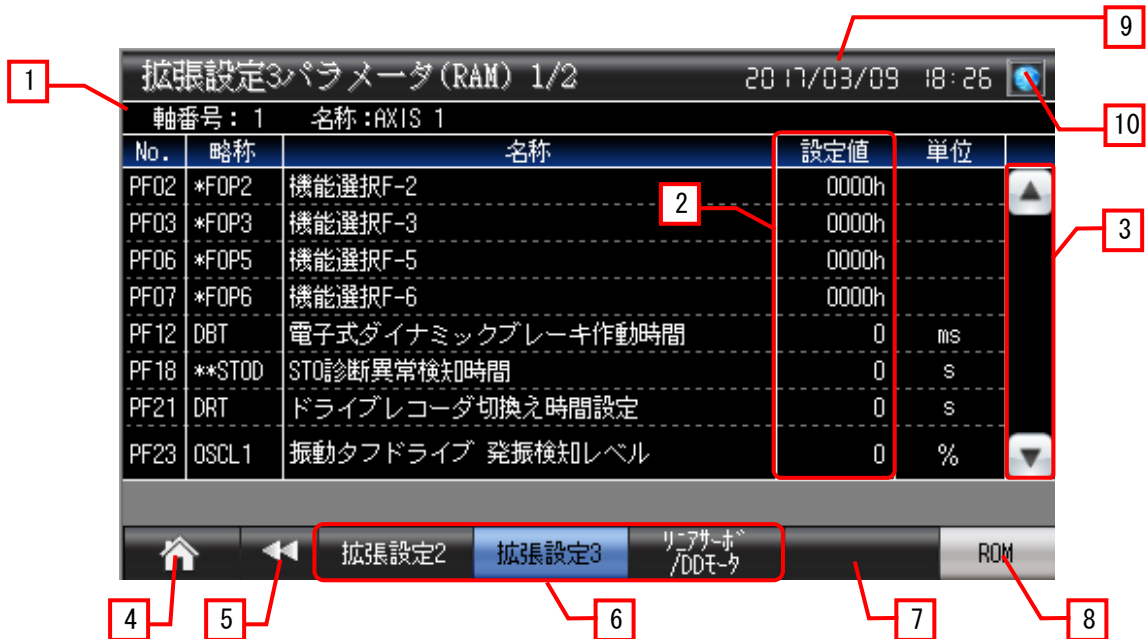 9
拡張設定3パラメータ(RAM) 1/2 2017/03/09 18:26
1
軸番号: 1 名称:AXIS 1
10
No. 略称 名称 設定値 単位
PF02 *FOP2 機能選択F-2 0000h
2
PF03 *FOP3 機能選択F-3 0000h
3
PF06 *FOP5 機能選択F-5 0000h
PF07 *FOP6 機能選択F-6 0000h
PF12 DBT 電子式ダイナミックブレーキ作動時間 0 ms
PF18 **STOD STO診断異常検知時間 0 s
PF21 DRT ドライブレコーダ切換え時間設定 0 s
PF23 OSCL1 振動タフドライブ 発振検知レベル 0 %
拡張設定2 拡張設定3 リニアサーボ
/DDモータ ROM
4 5 6 7 8